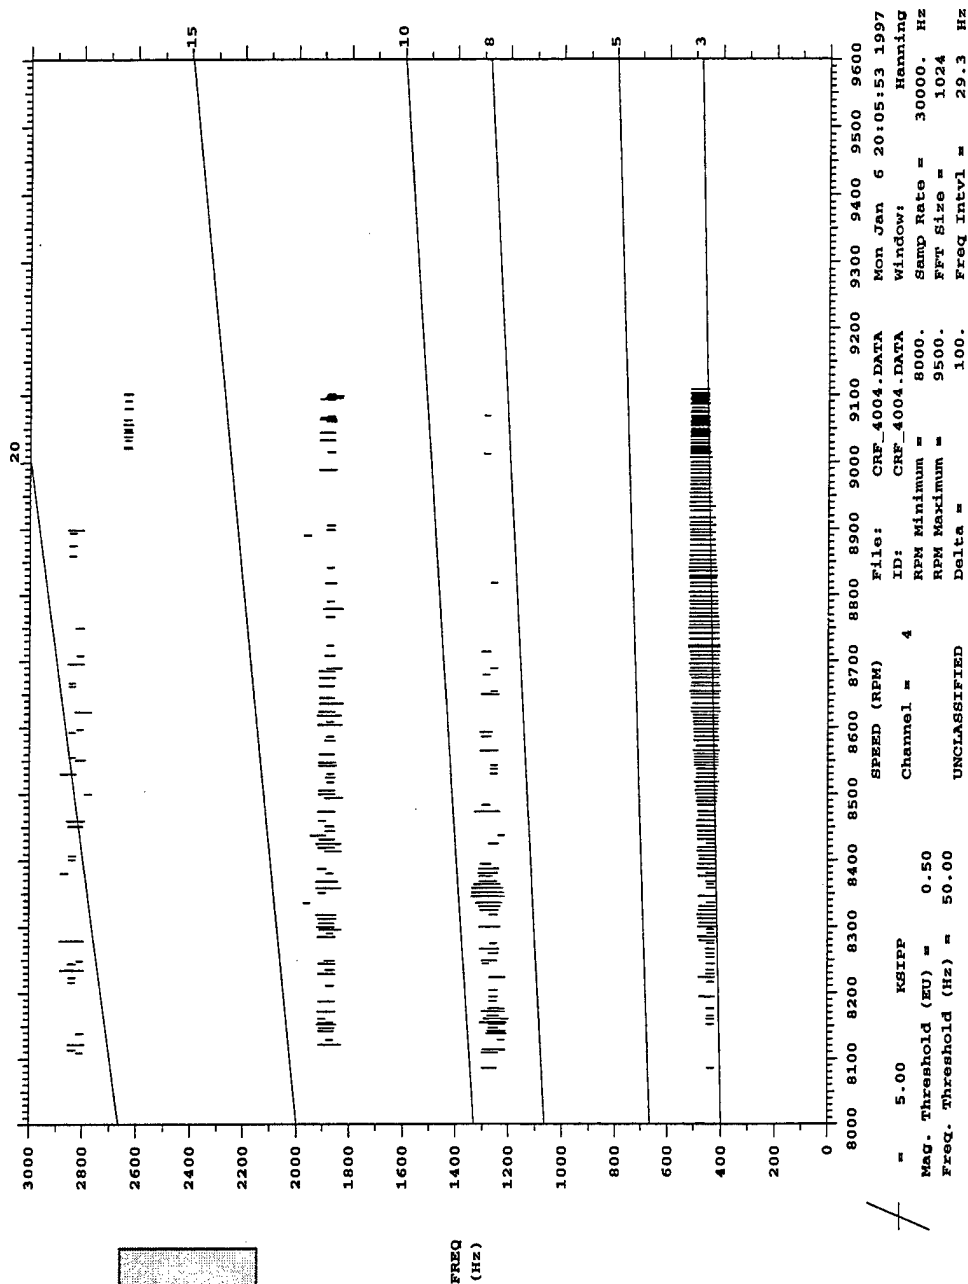 20
15
10
8
5
3
3000
2800
2600
2400
2200
2000
1800
1600
1400
1200
1000
800
600
400
200
0
FREQ
(Hz)
8000 8100 8200 8300 8400 8500 8600 8700 8800 8900 9000 9100 9200 9300 9400 9500 9600
SPEED (RPM)
= 5.00 KSIPP
Channel = 4
Mag. Threshold (EU) = 0.50
Freq. Threshold (Hz) = 50.00
UNCLASSIFIED
File: CRF_4004.DATA Mon Jan 6 20:05:53 1997
ID: CRF_4004.DATA Window: Hanning
RPM Minimum = 8000. Samp Rate = 30000. Hz
RPM Maximum = 9500. FFT Size = 1024
Delta = 100. Freq Intvl = 29.3 Hz